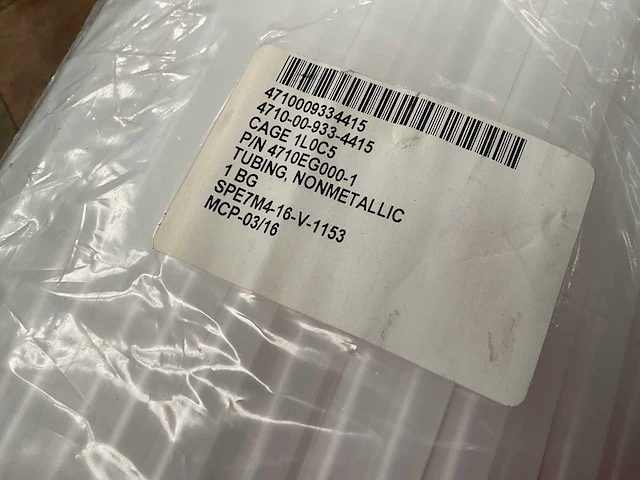 4710009334415
4710-00-933-4415
CAGE 1L0C5
P/N 4710EG000-1
TUBING, NONMETALLIC
1 BG
SPE7M4-16-V-1153
MCP-03/16